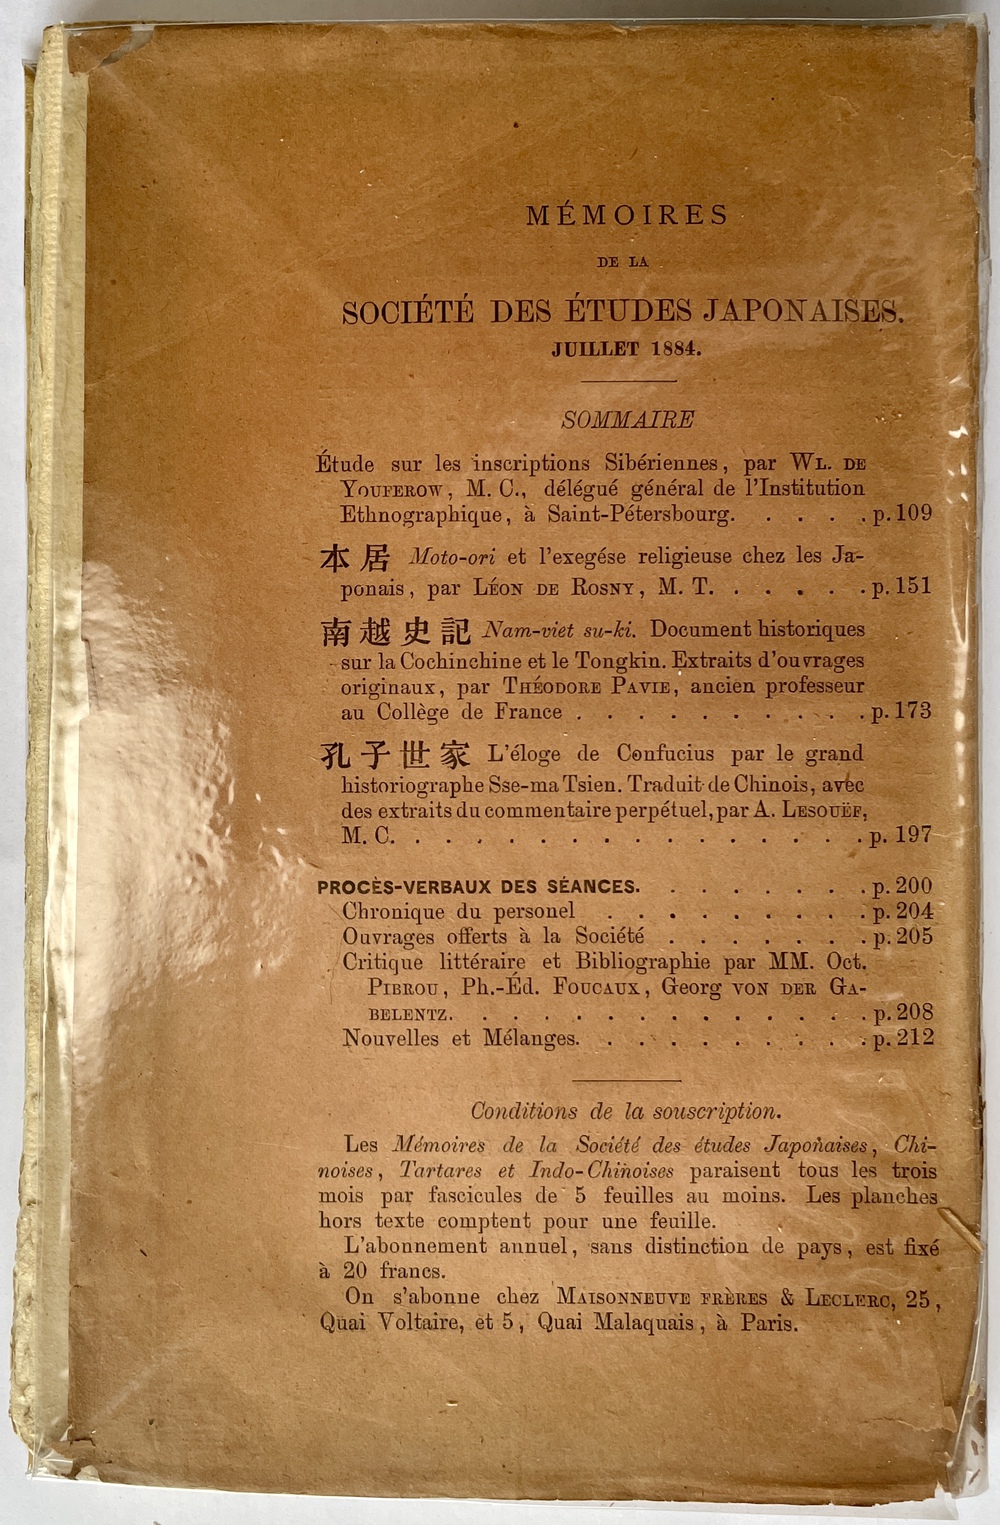 MÉMOIRES
DE LA
SOCIÉTÉ DES ÉTUDES JAPONAISES.
JUILLET 1884.
SOMMAIRE
Étude sur les inscriptions Sibériennes, par WL. DE
YOUFEROW, M. C., délégué général de l'Institution
Ethnographique, à Saint-Pétersbourg. . . . . p. 109
本居 Moto-ori et l'exegése religieuse chez les Ja-
ponais, par LÉON DE ROSNY, M. T. . . . . . p. 151
南越史記 Nam-viet su-ki. Document historiques
sur la Cochinchine et le Tongkin. Extraits d'ouvrages
originaux, par THÉODORE PAVIE, ancien professeur
au Collège de France . . . . . . . . . . p. 173
孔子世家 L'éloge de Confucius par le grand
historiographe Sse-ma Tsien. Traduit de Chinois, avec
des extraits du commentaire perpétuel, par A. LESOUËF,
M. C. . . . . . . . . . . . . . . . p. 197
PROCÈS-VERBAUX DES SÉANCES. . . . . . . . p. 200
Chronique du personel . . . . . . . . . p. 204
Ouvrages offerts à la Société . . . . . . . p. 205
Critique littéraire et Bibliographie par MM. Oct.
PIBROU, Ph.-Éd. FOUCAUX, Georg VON DER GA-
BELENTZ. . . . . . . . . . . . . . p. 208
Nouvelles et Mélanges. . . . . . . . . . p. 212
Conditions de la souscription.
Les Mémoires de la Société des études Japonaises, Chi-
noises, Tartares et Indo-Chinoises paraisent tous les trois
mois par fascicules de 5 feuilles au moins. Les planches
hors texte comptent pour une feuille.
L'abonnement annuel, sans distinction de pays, est fixé
à 20 francs.
On s'abonne chez MAISONNEUVE FRÈRES & LECLERC, 25,
Quai Voltaire, et 5, Quai Malaquais, à Paris.